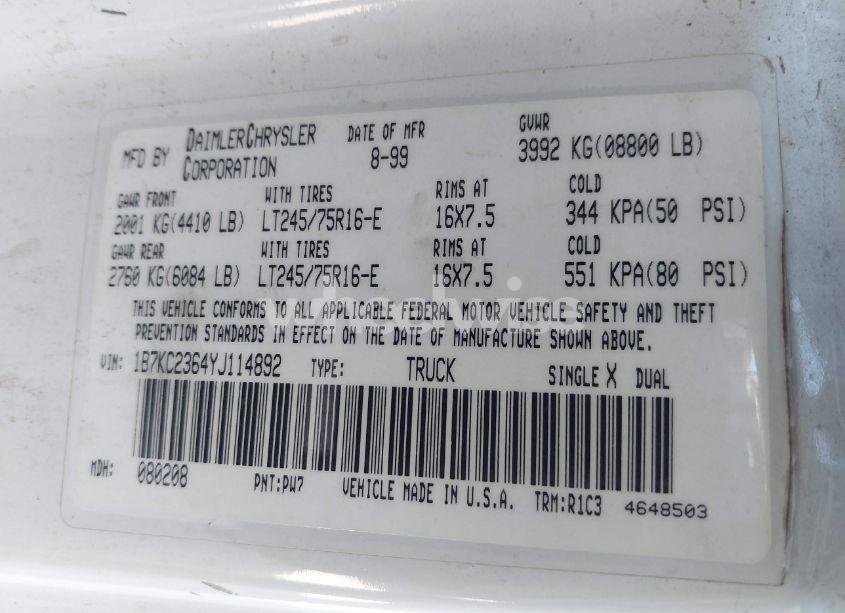 MFD BY DAIMLERCHRYSLER CORPORATION DATE OF MFR 8-99 GVWR 3992 KG(08800 LB)
GAWR FRONT WITH TIRES RIMS AT COLD
2001 KG(4410 LB) LT245/75R16-E 16X7.5 344 KPA(50 PSI)
GAWR REAR WITH TIRES RIMS AT COLD
2760 KG(6084 LB) LT245/75R16-E 16X7.5 551 KPA(80 PSI)
THIS VEHICLE CONFORMS TO ALL APPLICABLE FEDERAL MOTOR VEHICLE SAFETY AND THEFT
PREVENTION STANDARDS IN EFFECT ON THE DATE OF MANUFACTURE SHOWN ABOVE.
VIN: 1B7KC2364YJ114892 TYPE: TRUCK SINGLE X DUAL
MDH: 080208 PNT:PW7 VEHICLE MADE IN U.S.A. TRM:R1C3 4648503